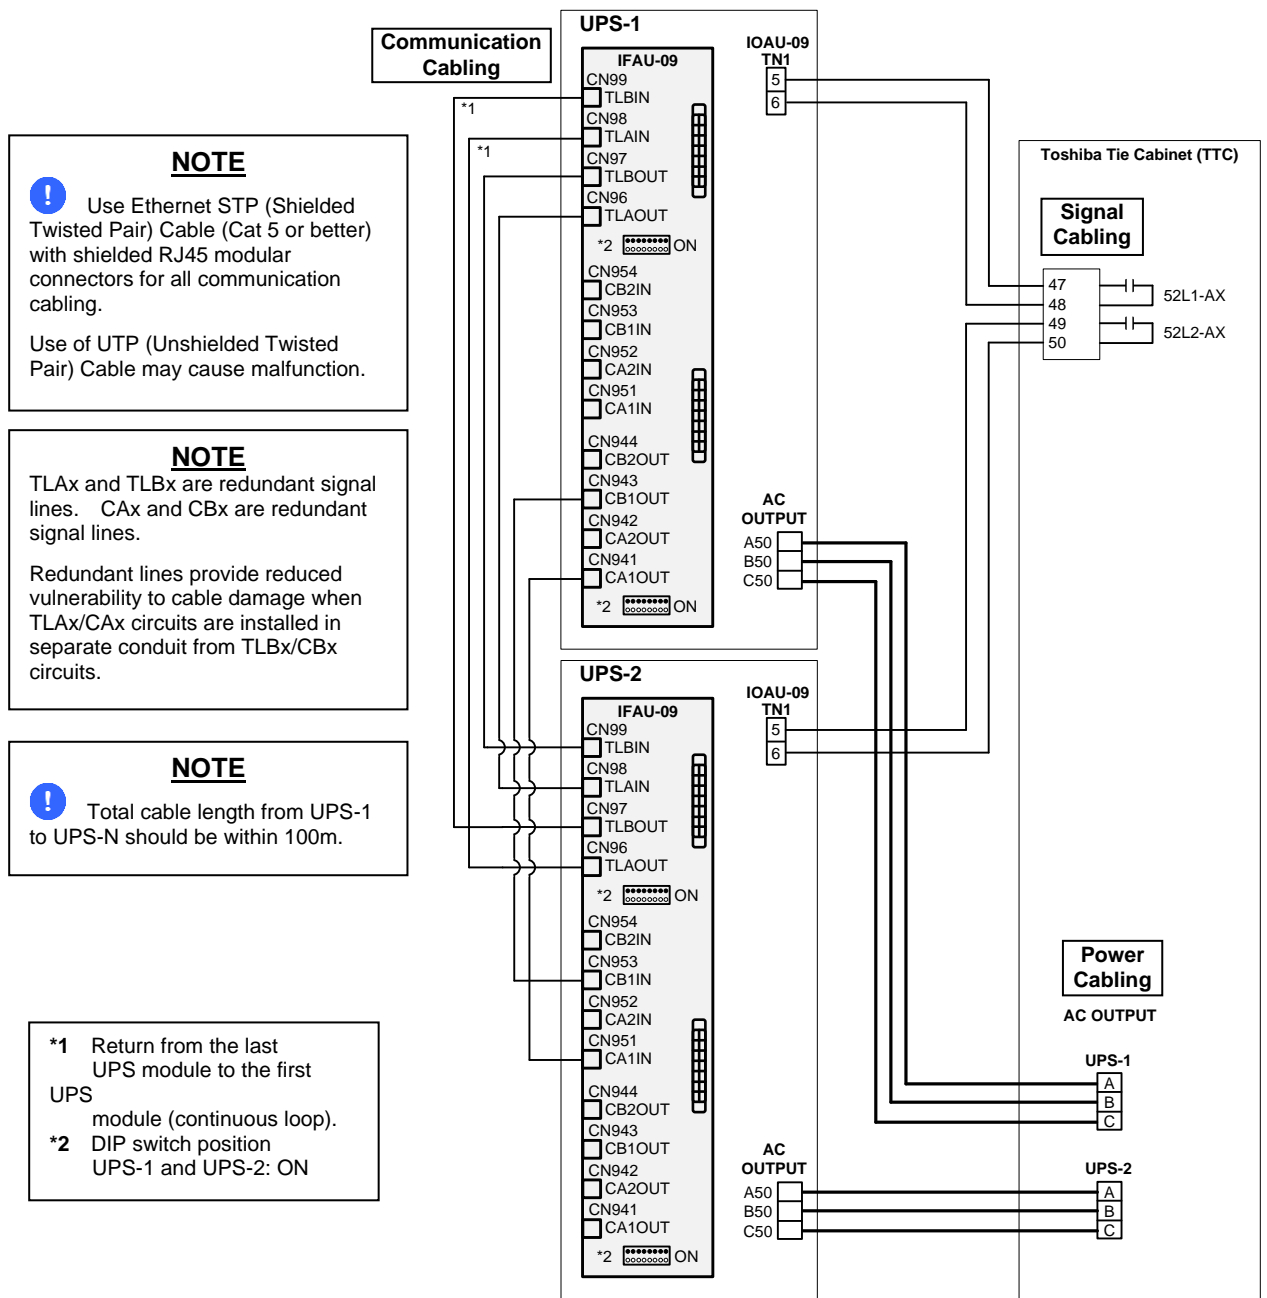 UPS-1
Communication
Cabling
IFAU-09
CN99
TLBIN
*1
CN98
TLAIN
*1
CN97
TLBOUT
CN96
TLAOUT
*2 ON
CN954
CB2IN
CN953
CB1IN
CN952
CA2IN
CN951
CA1IN
CN944
CB2OUT
CN943
CB1OUT
CN942
CA2OUT
CN941
CA1OUT
*2 ON
IOAU-09
TN1
5
6
AC
OUTPUT
A50
B50
C50
NOTE
! Use Ethernet STP (Shielded
Twisted Pair) Cable (Cat 5 or better)
with shielded RJ45 modular
connectors for all communication
cabling.
Use of UTP (Unshielded Twisted
Pair) Cable may cause malfunction.
NOTE
TLAx and TLBx are redundant signal
lines. CAx and CBx are redundant
signal lines.
Redundant lines provide reduced
vulnerability to cable damage when
TLAx/CAx circuits are installed in
separate conduit from TLBx/CBx
circuits.
NOTE
! Total cable length from UPS-1
to UPS-N should be within 100m.
*1 Return from the last
UPS module to the first
UPS
module (continuous loop).
*2 DIP switch position
UPS-1 and UPS-2: ON
UPS-2
IFAU-09
CN99
TLBIN
CN98
TLAIN
CN97
TLBOUT
CN96
TLAOUT
*2 ON
CN954
CB2IN
CN953
CB1IN
CN952
CA2IN
CN951
CA1IN
CN944
CB2OUT
CN943
CB1OUT
CN942
CA2OUT
CN941
CA1OUT
*2 ON
IOAU-09
TN1
5
6
AC
OUTPUT
A50
B50
C50
Toshiba Tie Cabinet (TTC)
Signal
Cabling
47
48
49
50
52L1-AX
52L2-AX
Power
Cabling
AC OUTPUT
UPS-1
A
B
C
UPS-2
A
B
C